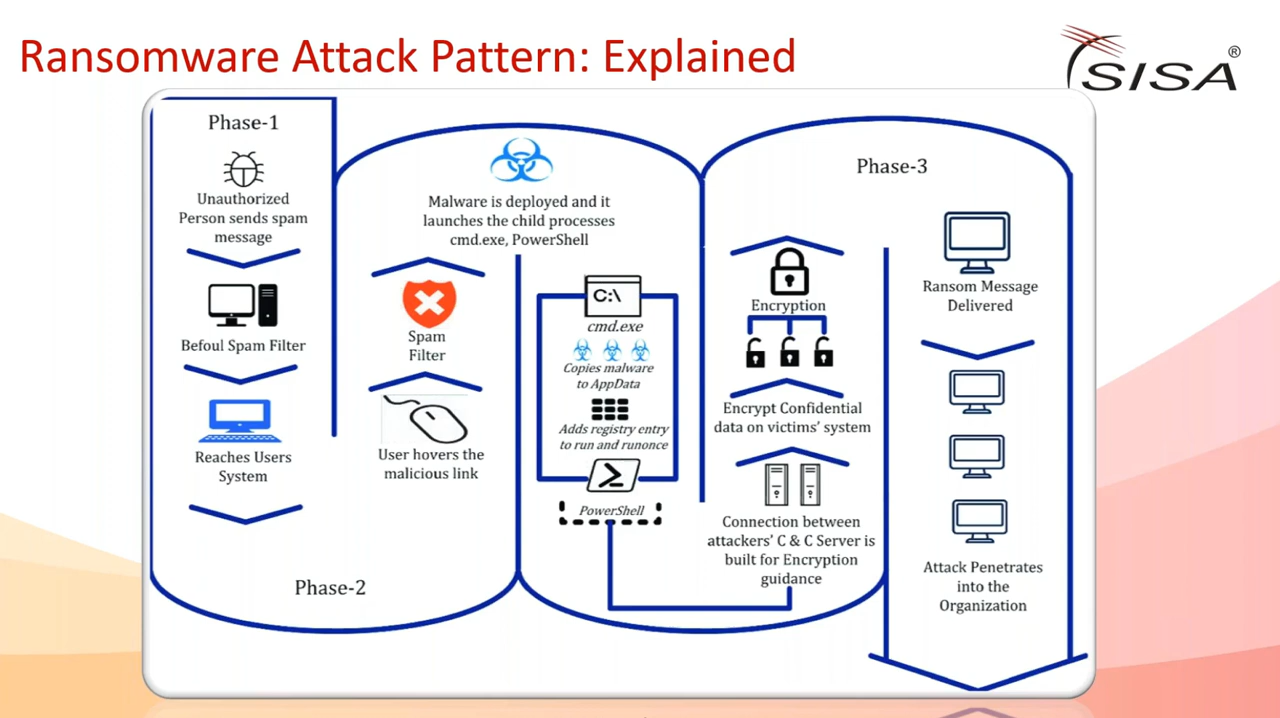 Ransomware Attack Pattern: Explained
SISA®
Phase-1
Unauthorized
Person sends spam
message
Befoul Spam Filter
Reaches Users
System
Phase-2
User hovers the
malicious link
Spam
Filter
Malware is deployed and it
launches the child processes
cmd.exe, PowerShell
C:\
cmd.exe
Copies malware
to AppData
Adds registry entry
to run and runonce
PowerShell
Connection between
attackers' C & C Server is
built for Encryption
guidance
Encrypt Confidential
data on victims' system
Encryption
Phase-3
Ransom Message
Delivered
Attack Penetrates
into the
Organization